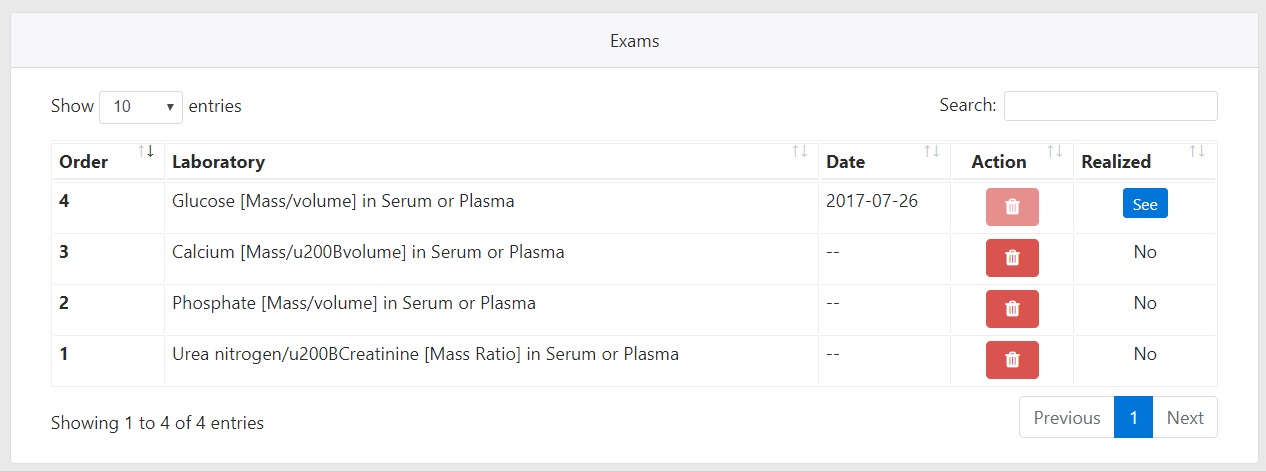 Exams
Show 10 entries Search:
Order Laboratory Date Action Realized
4 Glucose [Mass/volume] in Serum or Plasma 2017-07-26 See
3 Calcium [Mass/u200Bvolume] in Serum or Plasma -- No
2 Phosphate [Mass/volume] in Serum or Plasma -- No
1 Urea nitrogen/u200BCreatinine [Mass Ratio] in Serum or Plasma -- No
Showing 1 to 4 of 4 entries Previous 1 Next